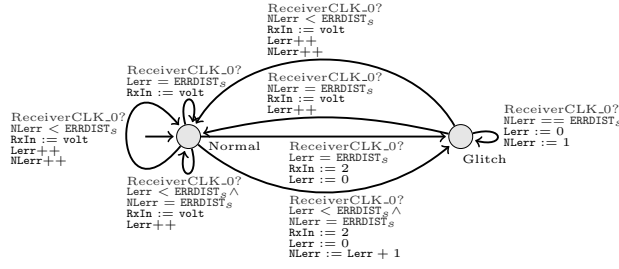 ReceiverCLK_0?
NLerr < ERRDIST_s
RxIn := volt
Lerr++
NLerr++
ReceiverCLK_0?
Lerr = ERRDIST_s
RxIn := volt
ReceiverCLK_0?
NLerr = ERRDIST_s
RxIn := volt
Lerr++
ReceiverCLK_0?
NLerr < ERRDIST_s
RxIn := volt
Lerr++
NLerr++
ReceiverCLK_0?
NLerr == ERRDIST_s
Lerr := 0
NLerr := 1
Normal
Glitch
ReceiverCLK_0?
Lerr = ERRDIST_s
RxIn := 2
Lerr := 0
ReceiverCLK_0?
Lerr < ERRDIST_s ∧
NLerr = ERRDIST_s
RxIn := volt
Lerr++
ReceiverCLK_0?
Lerr < ERRDIST_s ∧
NLerr = ERRDIST_s
RxIn := 2
Lerr := 0
NLerr := Lerr + 1